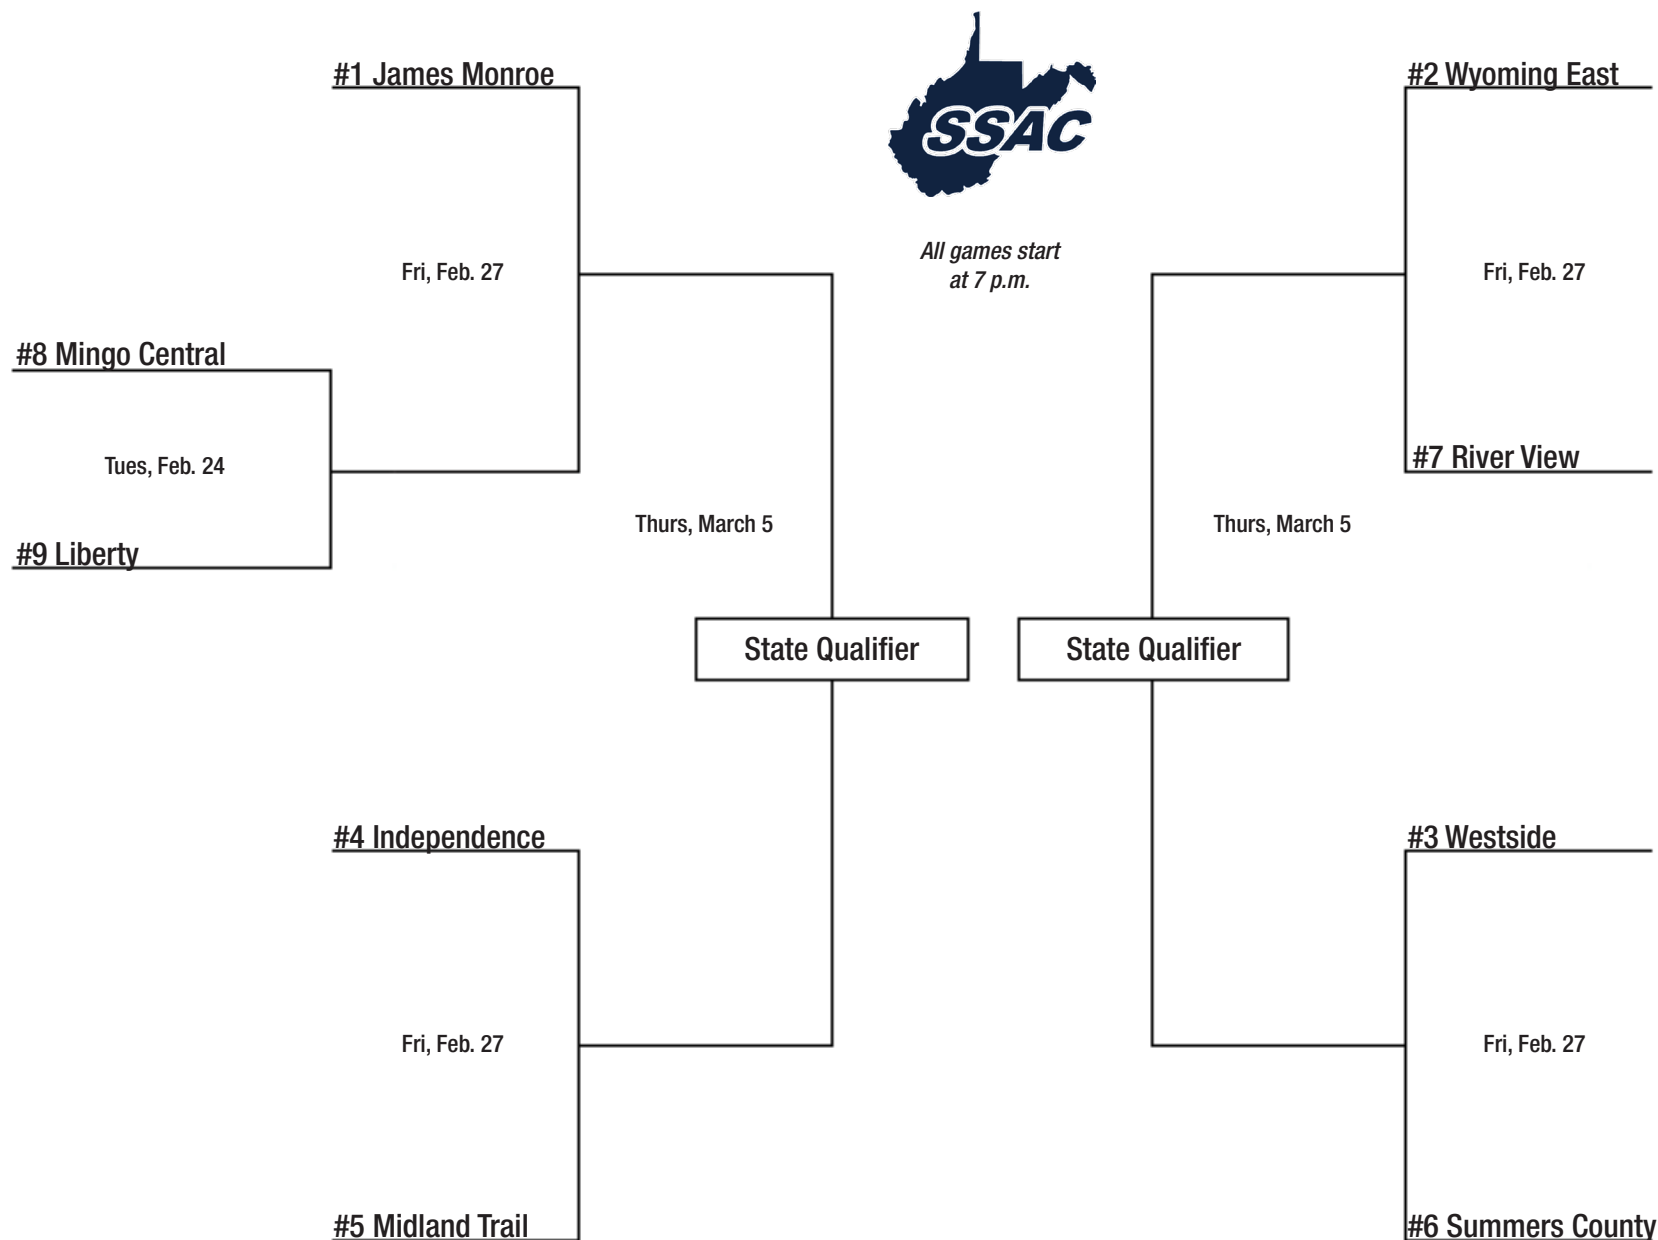 #1 James Monroe
SSAC
#2 Wyoming East
All games start
at 7 p.m.
Fri, Feb. 27
Fri, Feb. 27
#8 Mingo Central
Tues, Feb. 24
#7 River View
Thurs, March 5
Thurs, March 5
#9 Liberty
State Qualifier
State Qualifier
#4 Independence
#3 Westside
Fri, Feb. 27
Fri, Feb. 27
#5 Midland Trail
#6 Summers County